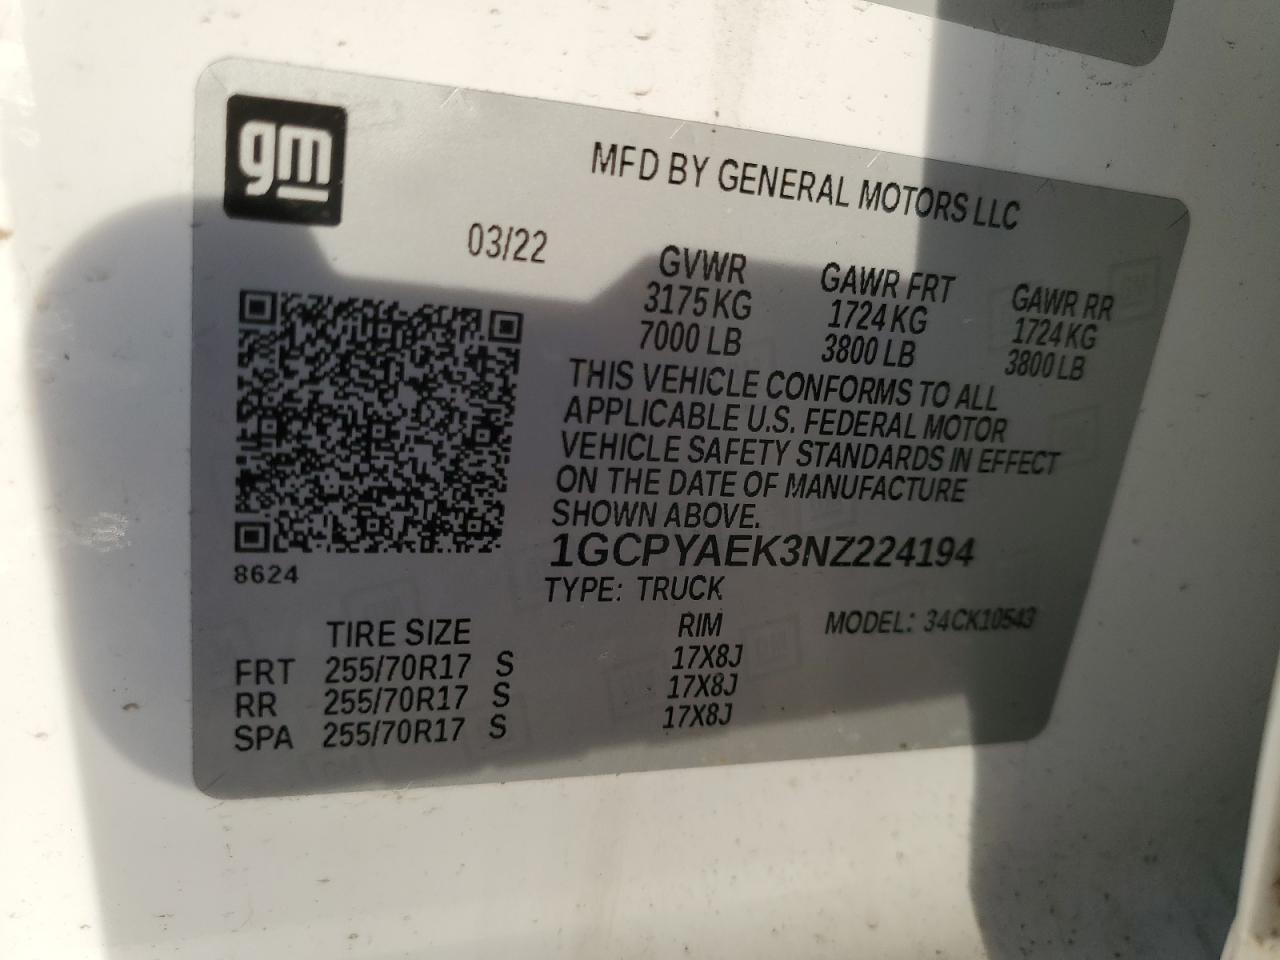 gm
MFD BY GENERAL MOTORS LLC
03/22
GVWR GAWR FRT GAWR RR
3175 KG 1724 KG 1724 KG
7000 LB 3800 LB 3800 LB
THIS VEHICLE CONFORMS TO ALL
APPLICABLE U.S. FEDERAL MOTOR
VEHICLE SAFETY STANDARDS IN EFFECT
ON THE DATE OF MANUFACTURE
SHOWN ABOVE.
1GCPYAEK3NZ224194
8624
TYPE: TRUCK
MODEL: 34CK10543
TIRE SIZE RIM
FRT 255/70R17 S 17X8J
RR 255/70R17 S 17X8J
SPA 255/70R17 S 17X8J